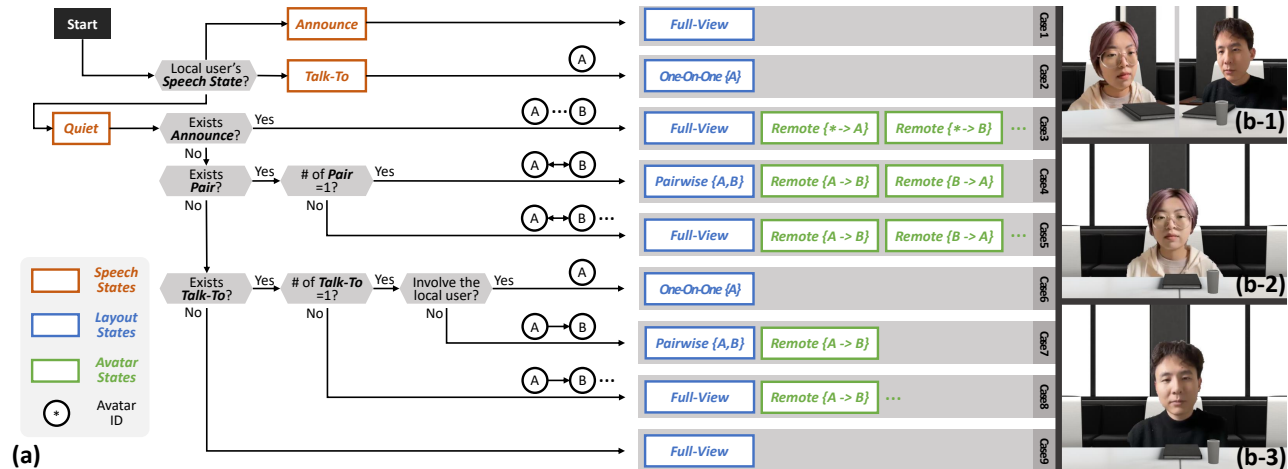 Start
Announce
Full-View
Case1
Local user's
Speech State?
Talk-To
A
One-On-One {A}
Case2
Quiet
Exists
Announce?
Yes
A ... B
Full-View
Remote {* -> A}
Remote {* -> B}
...
Case3
No
Exists
Pair?
Yes
# of Pair
=1?
Yes
A B
Pairwise {A,B}
Remote {A -> B}
Remote {B -> A}
Case4
No
No
A B ...
Full-View
Remote {A -> B}
Remote {B -> A}
...
Case5
Exists
Talk-To?
Yes
# of Talk-To
=1?
Yes
Involve the
local user?
Yes
A
One-On-One {A}
Case6
No
No
No
A B
Pairwise {A,B}
Remote {A -> B}
Case7
A B ...
Full-View
Remote {A -> B}
...
Case8
Full-View
Case9
Speech
States
Layout
States
Avatar
States
*
Avatar
ID
(a)
(b-1)
(b-2)
(b-3)